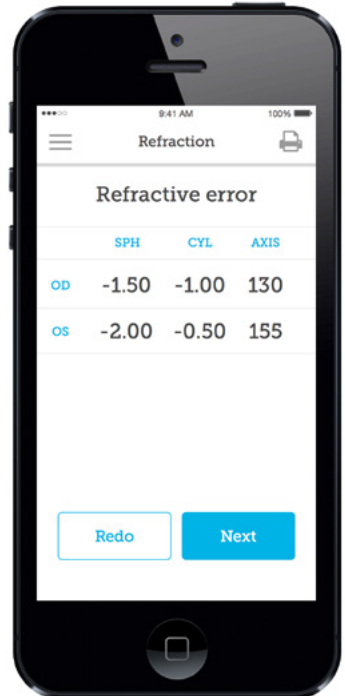 9:41 AM 100%
Refraction
Refractive error
SPH CYL AXIS
OD -1.50 -1.00 130
OS -2.00 -0.50 155
Redo Next